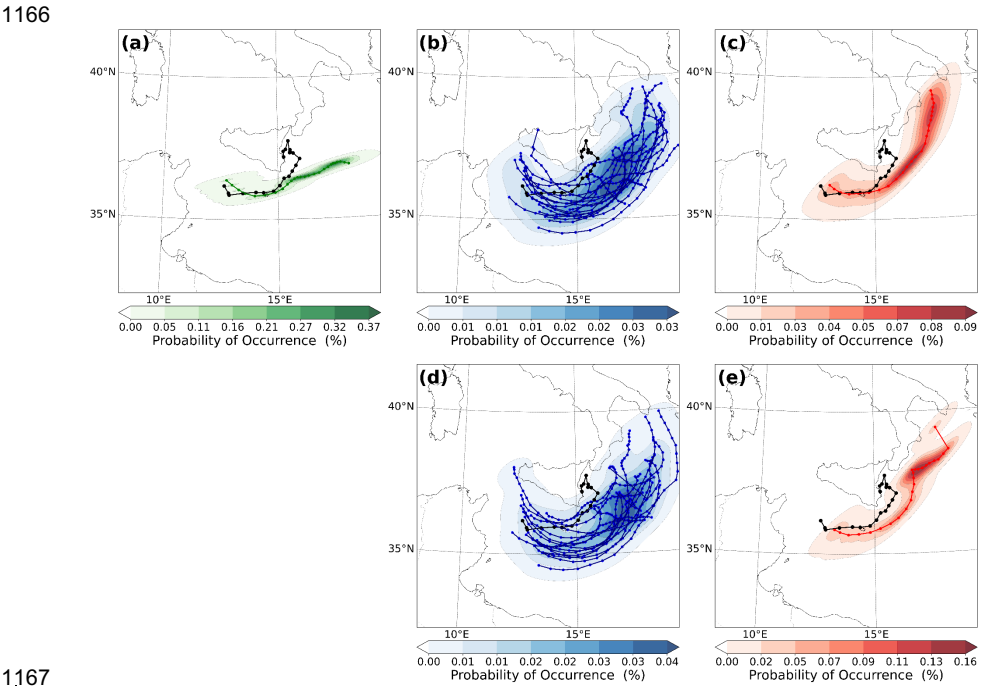 1166
(a) (b) (c)
40°N 40°N 40°N
35°N 35°N 35°N
10°E 15°E 10°E 15°E 10°E 15°E
0.00 0.05 0.11 0.16 0.21 0.27 0.32 0.37 0.00 0.01 0.01 0.01 0.02 0.02 0.03 0.03 0.00 0.01 0.03 0.04 0.05 0.07 0.08 0.09
Probability of Occurrence (%) Probability of Occurrence (%) Probability of Occurrence (%)
(d) (e)
40°N 40°N
35°N 35°N
10°E 15°E 10°E 15°E
0.00 0.01 0.01 0.02 0.02 0.03 0.03 0.04 0.00 0.02 0.05 0.07 0.09 0.11 0.13 0.16
Probability of Occurrence (%) Probability of Occurrence (%)
1167